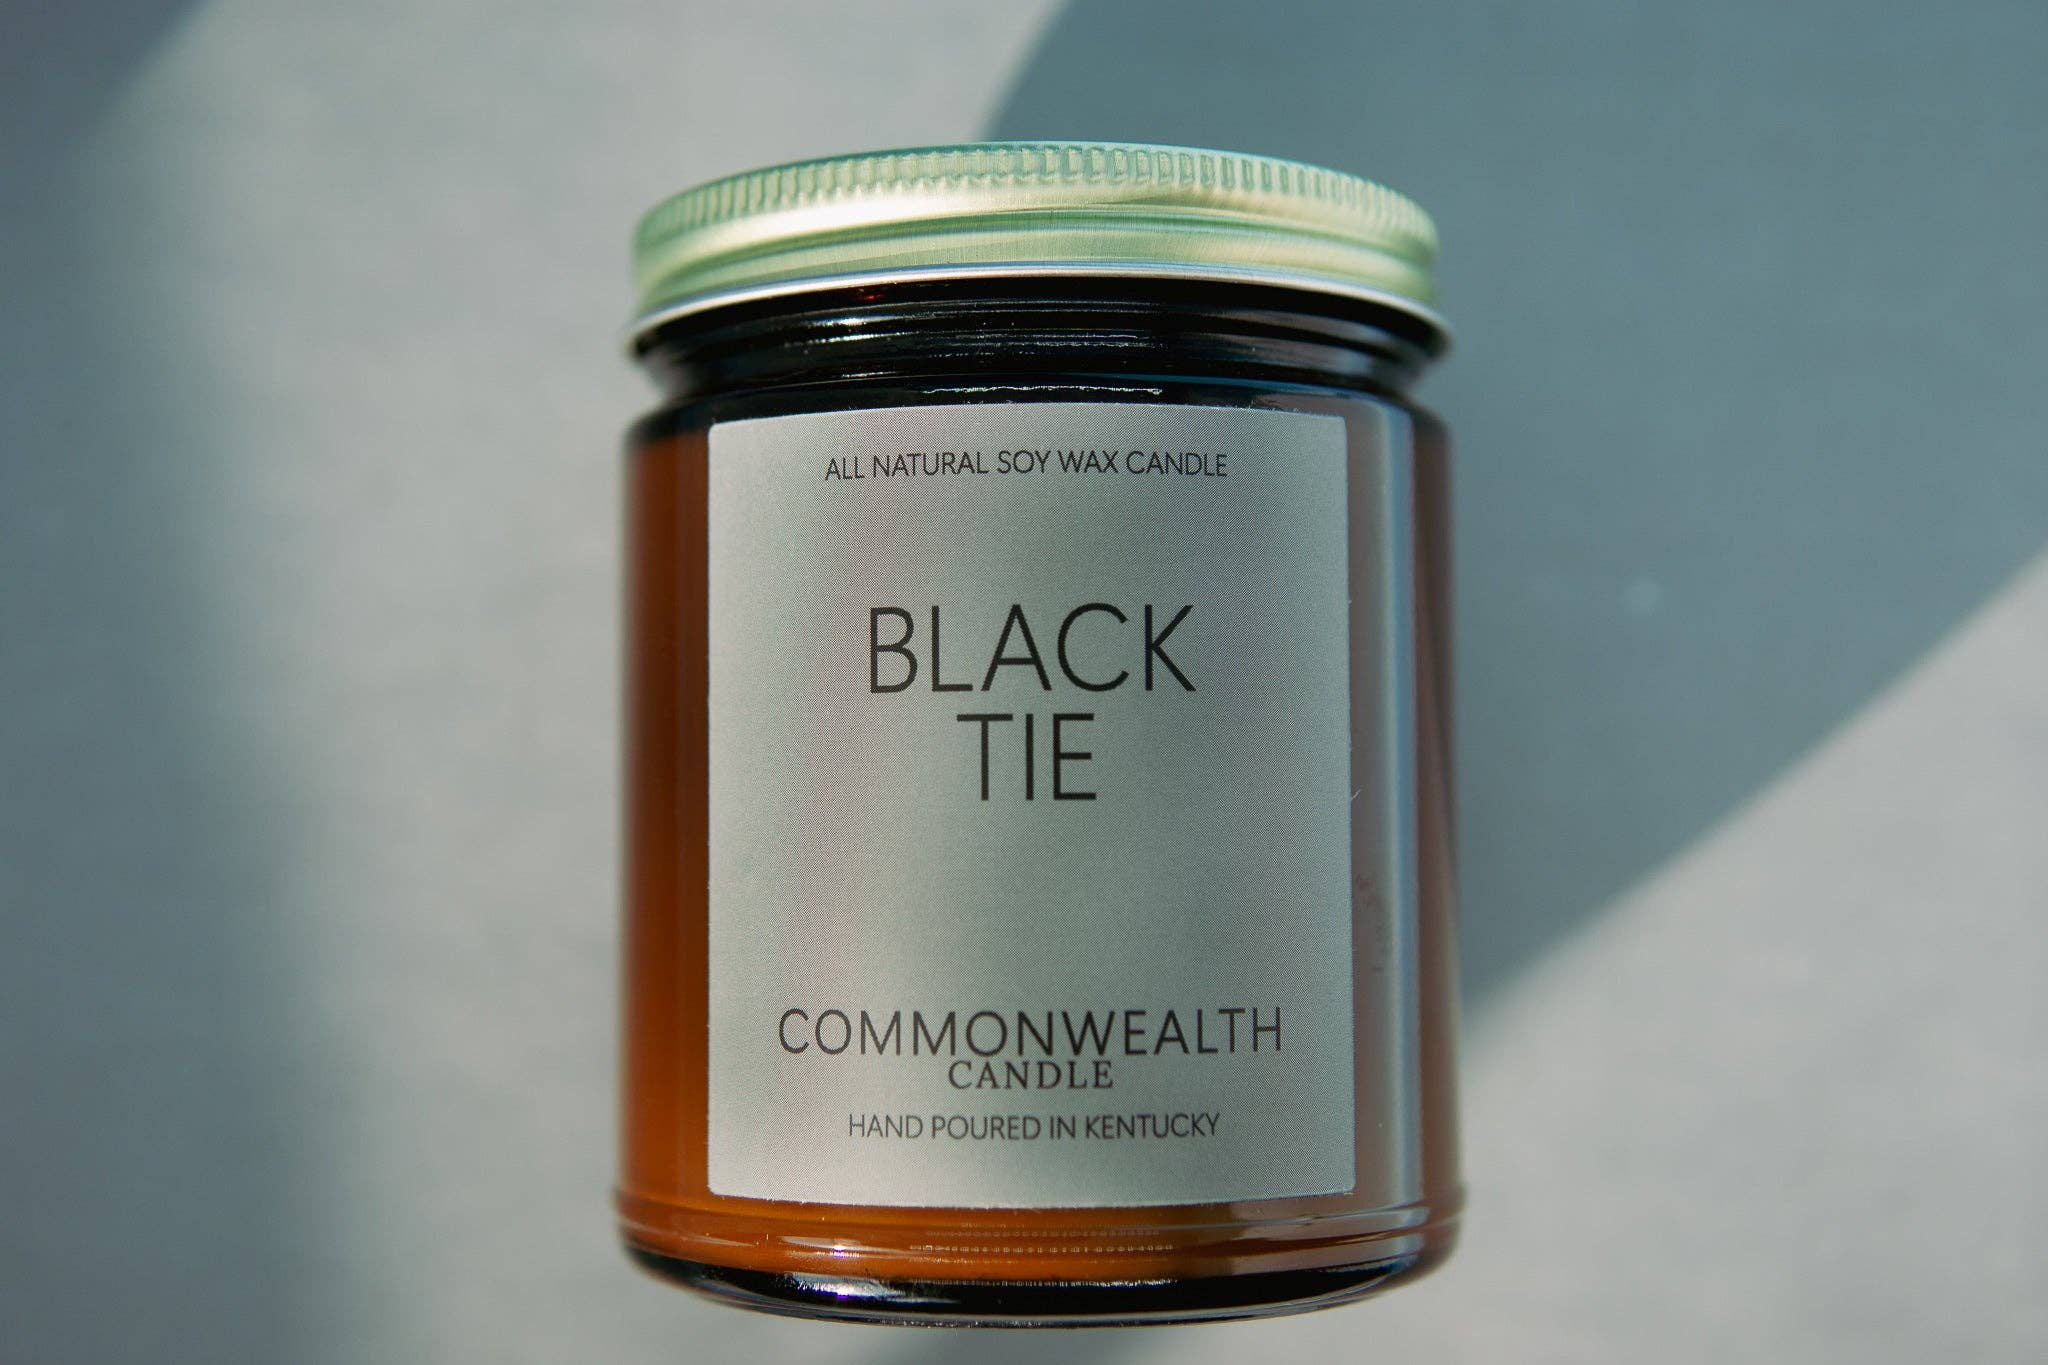 ALL NATURAL SOY WAX CANDLE
BLACK
TIE
COMMONWEALTH
CANDLE
HAND POURED IN KENTUCKY